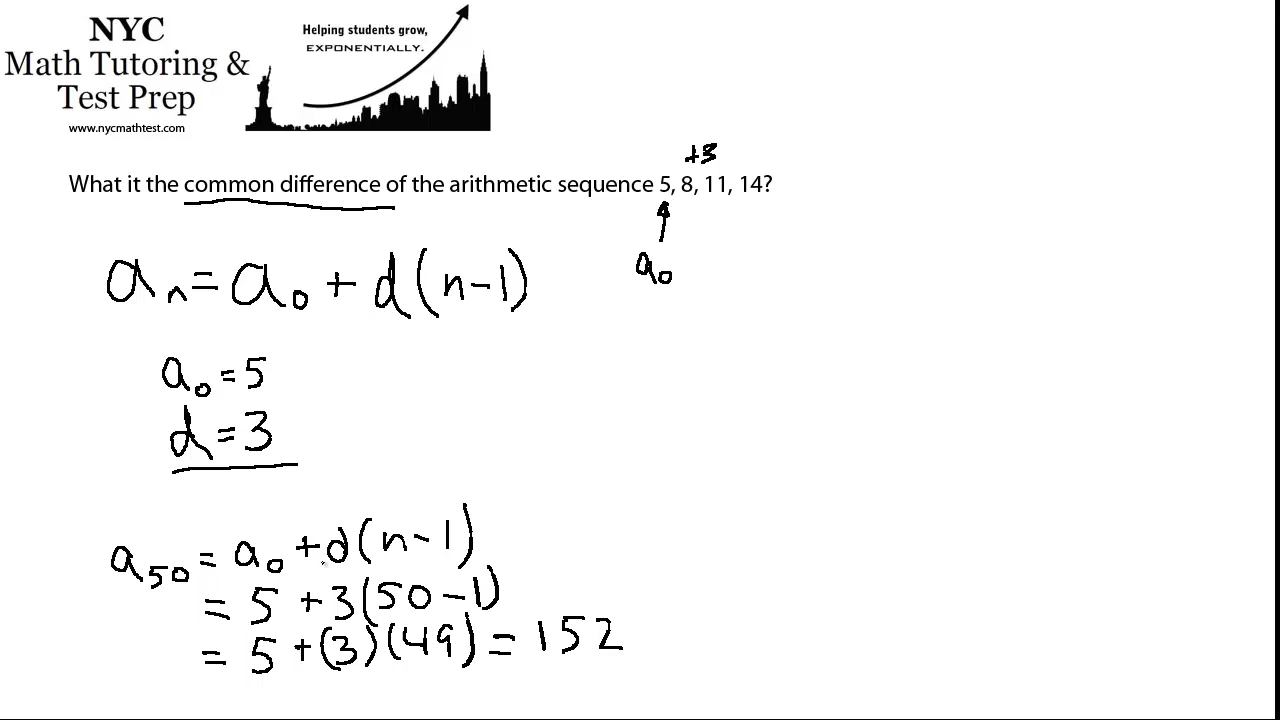 NYC
Math Tutoring &
Test Prep
www.nycmathtest.com
Helping students grow,
EXPONENTIALLY.
+3
What it the common difference of the arithmetic sequence 5, 8, 11, 14?
a₀
aₙ = a₀ + d(n-1)
a₀ = 5
d = 3
a₅₀ = a₀ + d(n-1)
= 5 + 3(50-1)
= 5 + (3)(49) = 152